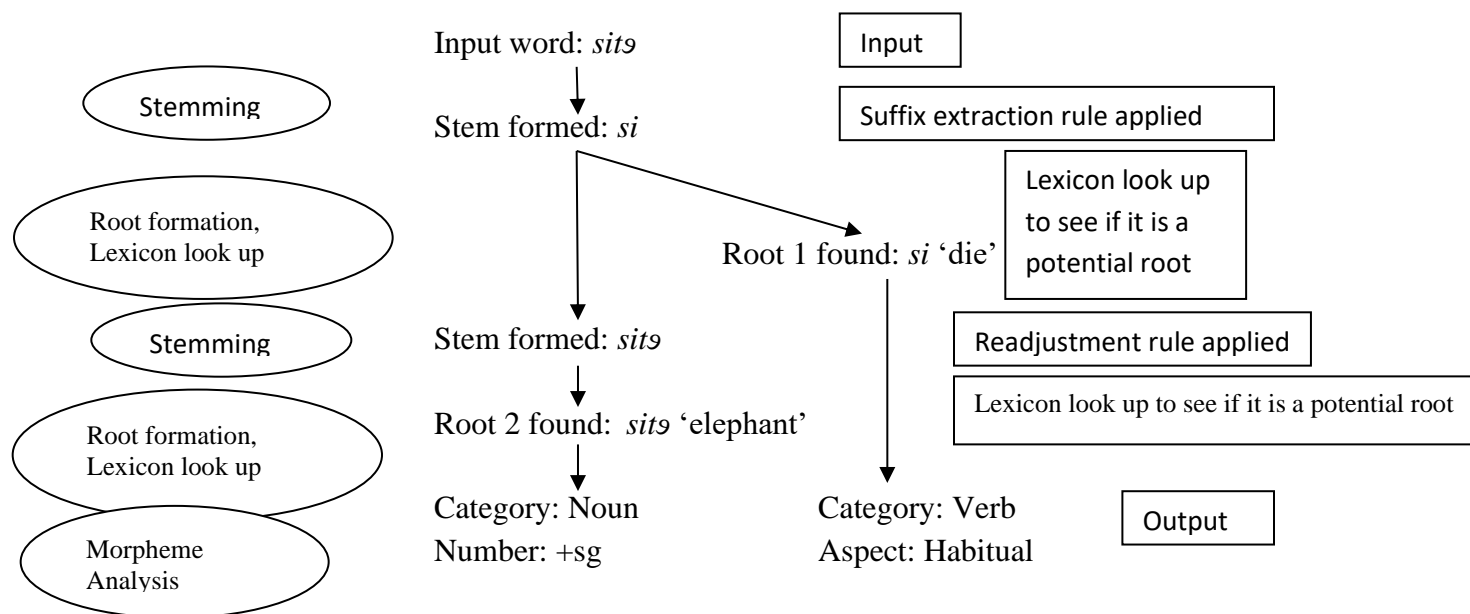 Input word: sitɘ
Input
Stemming
Suffix extraction rule applied
Stem formed: si
Lexicon look up
to see if it is a
potential root
Root formation,
Lexicon look up
Root 1 found: si ‘die’
Stemming
Stem formed: sitɘ
Readjustment rule applied
Root formation,
Lexicon look up
Root 2 found: sitɘ ‘elephant’
Lexicon look up to see if it is a potential root
Category: Noun
Number: +sg
Category: Verb
Aspect: Habitual
Output
Morpheme
Analysis